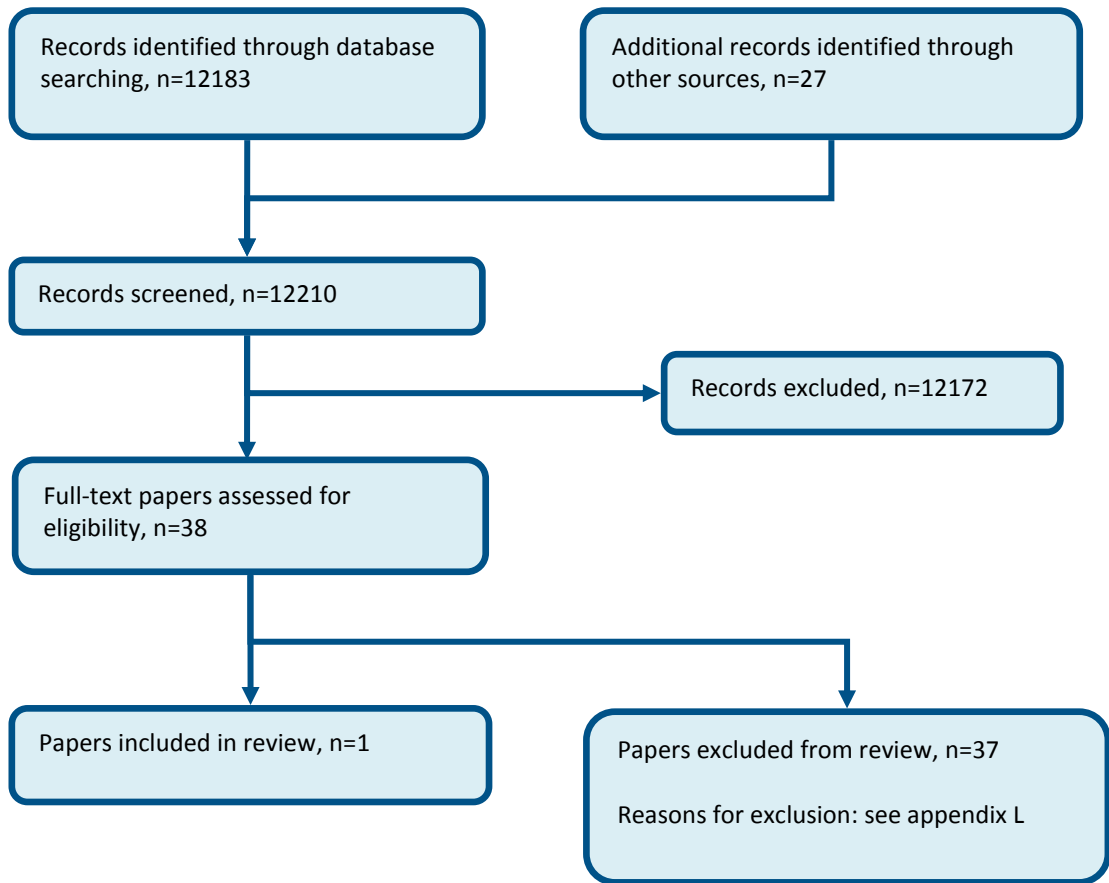 Records identified through database
searching, n=12183
Additional records identified through
other sources, n=27
Records screened, n=12210
Records excluded, n=12172
Full-text papers assessed for
eligibility, n=38
Papers included in review, n=1
Papers excluded from review, n=37
Reasons for exclusion: see appendix L